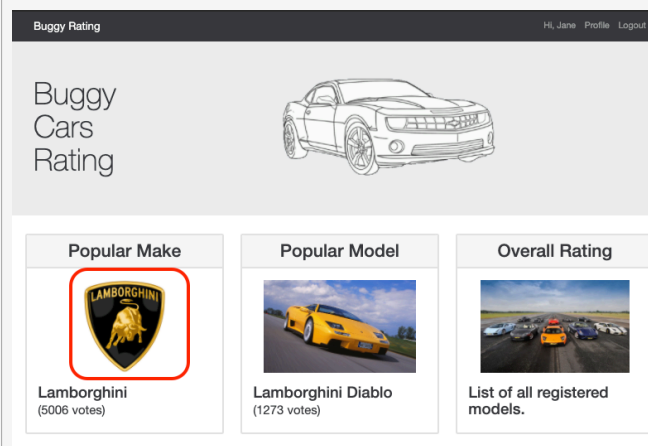 Buggy Rating
Hi, Jane Profile Logout
Buggy
Cars
Rating
Popular Make
LAMBORGHINI
Lamborghini
(5006 votes)
Popular Model
Lamborghini Diablo
(1273 votes)
Overall Rating
List of all registered
models.